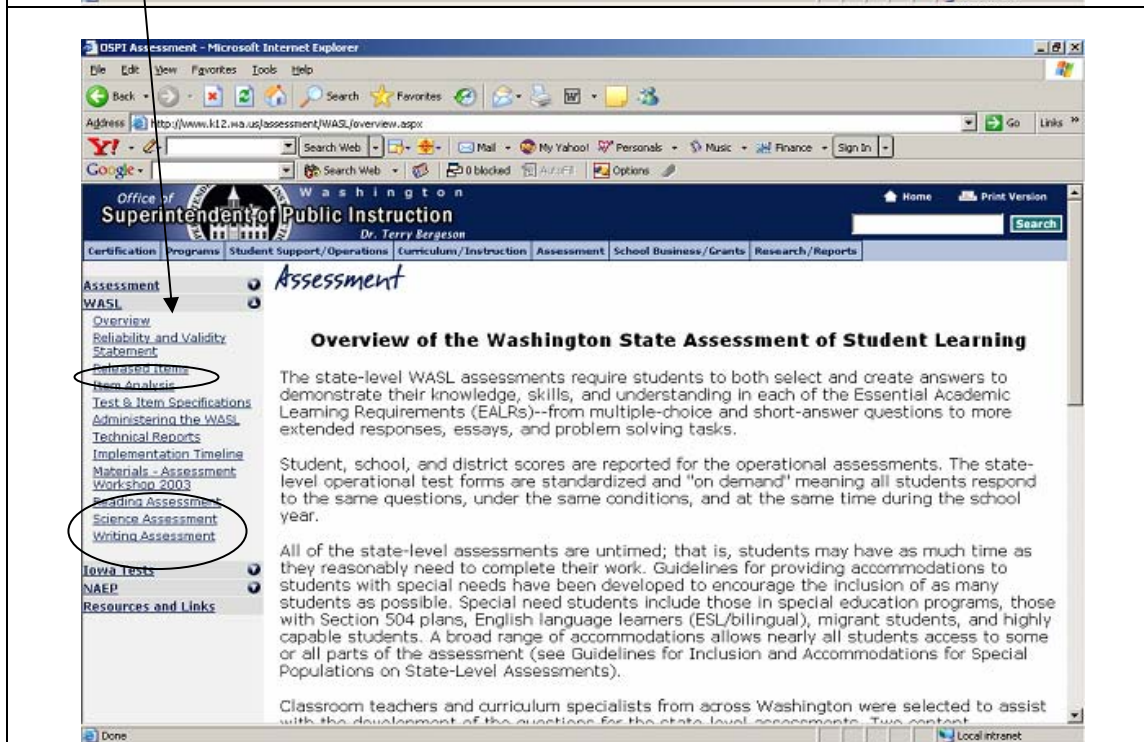 OSPI Assessment - Microsoft Internet Explorer
File Edit View Favorites Tools Help
Back Search Favorites
Address http://www.k12.wa.us/assessment/WASL/overview.aspx Go Links »
Y! Search Web Mail My Yahoo! Personals Music Finance Sign In
Google Search Web 0 blocked AutoFill Options
Office of Washington
Superintendent of Public Instruction
Dr. Terry Bergeson
Home Print Version
Search
Certification Programs Student Support/Operations Curriculum/Instruction Assessment School Business/Grants Research/Reports
Assessment
WASL
Overview
Reliability and Validity
Statement
Released Items
Item Analysis
Test & Item Specifications
Administering the WASL
Technical Reports
Implementation Timeline
Materials - Assessment
Workshop 2003
Reading Assessment
Science Assessment
Writing Assessment
Iowa Tests
NAEP
Resources and Links
Assessment
Overview of the Washington State Assessment of Student Learning
The state-level WASL assessments require students to both select and create answers to
demonstrate their knowledge, skills, and understanding in each of the Essential Academic
Learning Requirements (EALRs)--from multiple-choice and short-answer questions to more
extended responses, essays, and problem solving tasks.
Student, school, and district scores are reported for the operational assessments. The state-
level operational test forms are standardized and "on demand" meaning all students respond
to the same questions, under the same conditions, and at the same time during the school
year.
All of the state-level assessments are untimed; that is, students may have as much time as
they reasonably need to complete their work. Guidelines for providing accommodations to
students with special needs have been developed to encourage the inclusion of as many
students as possible. Special need students include those in special education programs, those
with Section 504 plans, English language learners (ESL/bilingual), migrant students, and highly
capable students. A broad range of accommodations allows nearly all students access to some
or all parts of the assessment (see Guidelines for Inclusion and Accommodations for Special
Populations on State-Level Assessments).
Classroom teachers and curriculum specialists from across Washington were selected to assist
with the development of the questions for the state-level assessments. Two content
Done Local intranet